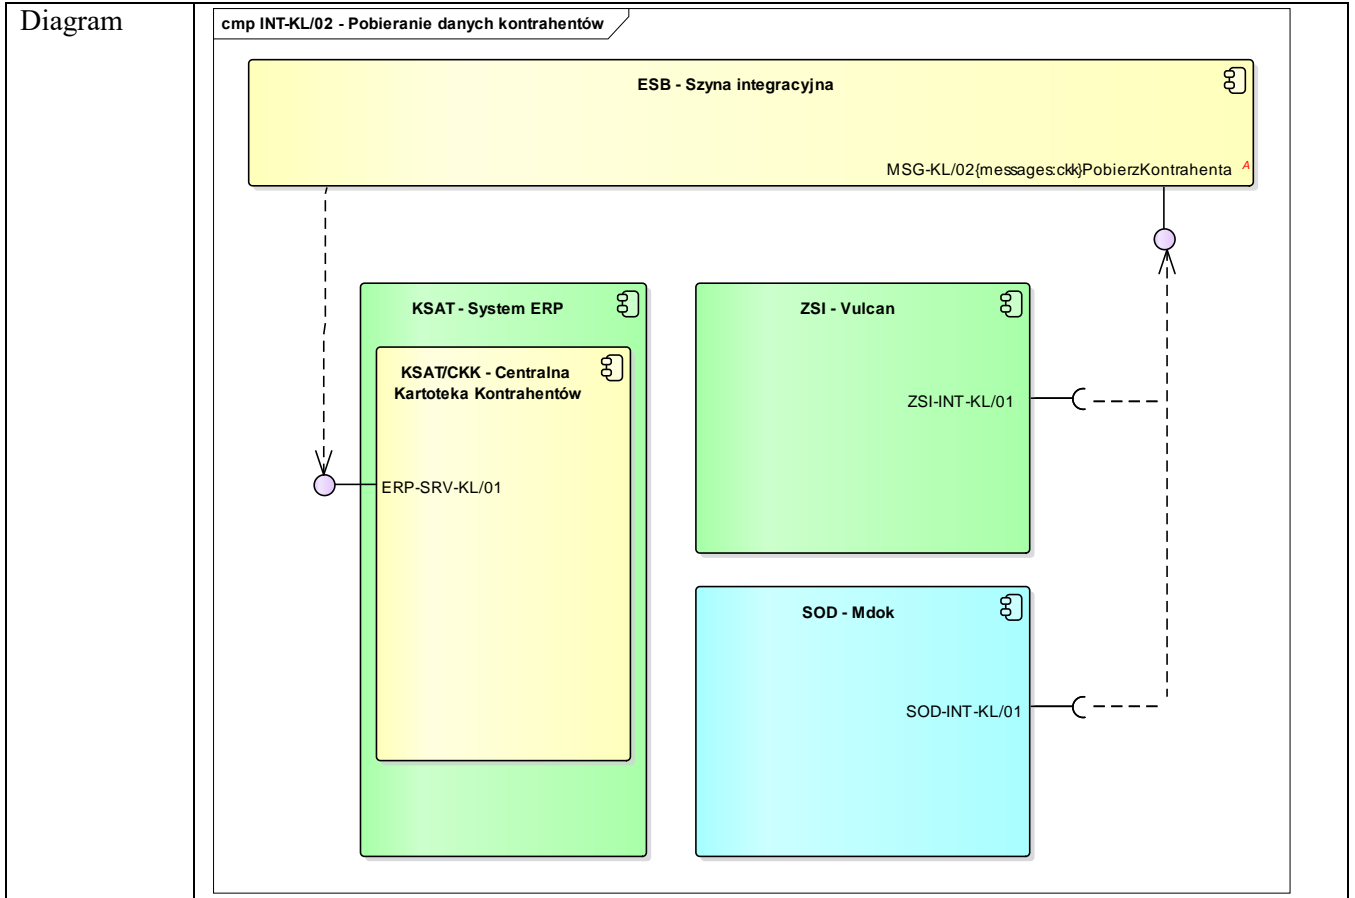 Diagram
cmp INT-KL/02 - Pobieranie danych kontrahentów
ESB - Szyna integracyjna
MSG-KL/02{messages:ckk}PobierzKontrahenta A
KSAT - System ERP
KSAT/CKK - Centralna
Kartoteka Kontrahentów
ERP-SRV-KL/01
ZSI - Vulcan
ZSI-INT-KL/01
SOD - Mdok
SOD-INT-KL/01